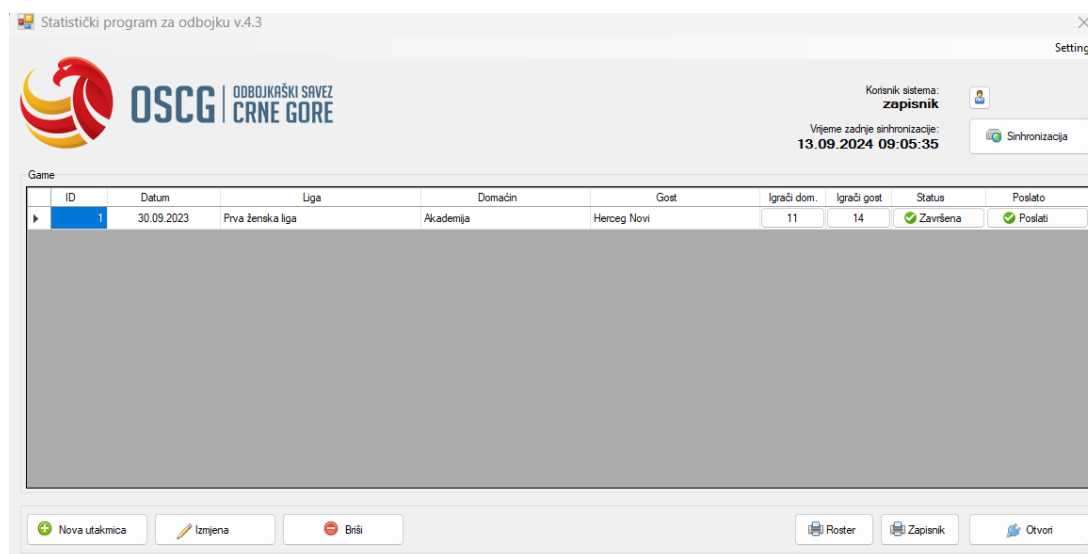 Statistički program za odbojku v.4.3
Setting
OSCG ODBOJKAŠKI SAVEZ
CRNE GORE
Korisnik sistema:
zapisnik
Vrijeme zadnje sinhronizacije:
13.09.2024 09:05:35
Sinhronizacija
Game
ID Datum Liga Domaćin Gost Igrači dom. Igrači gost Status Poslato
1 30.09.2023 Prva ženska liga Akademija Herceg Novi 11 14 Završena Poslati
Nova utakmica Izmjena Briši Roster Zapisnik Otvori